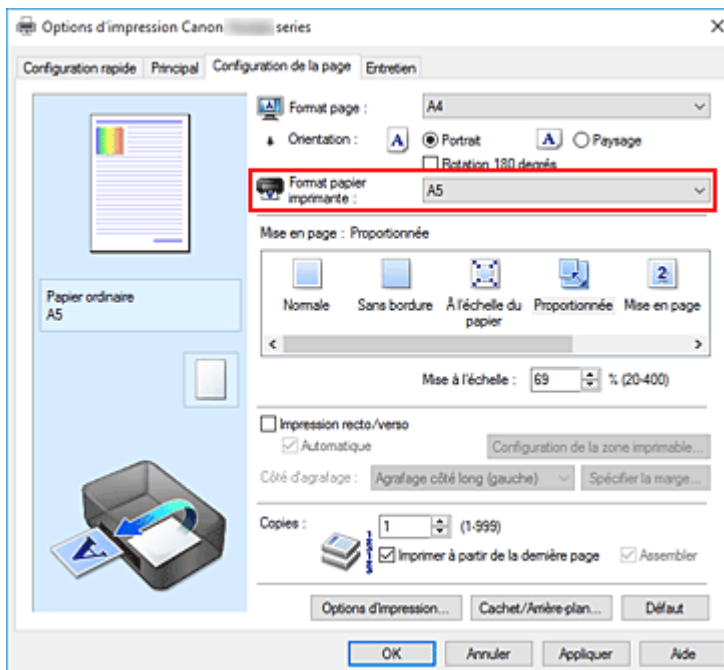 Options d'impression Canon series
Configuration rapide Principal Configuration de la page Entretien
Format page : A4
Orientation : A Portrait A Paysage
Rotation 180 degrés
Format papier imprimante : A5
Mise en page : Proportionnée
Normale Sans bordure À l'échelle du papier Proportionnée Mise en page
Papier ordinaire
A5
Mise à l'échelle : 69 % (20-400)
Impression recto/verso
Automatique Configuration de la zone imprimable...
Côté d'agrafage : Agrafage côté long (gauche) Spécifier la marge...
Copies : 1 (1-999)
Imprimer à partir de la dernière page Assembler
Options d'impression... Cachet/Arrière-plan... Défaut
OK Annuler Appliquer Aide